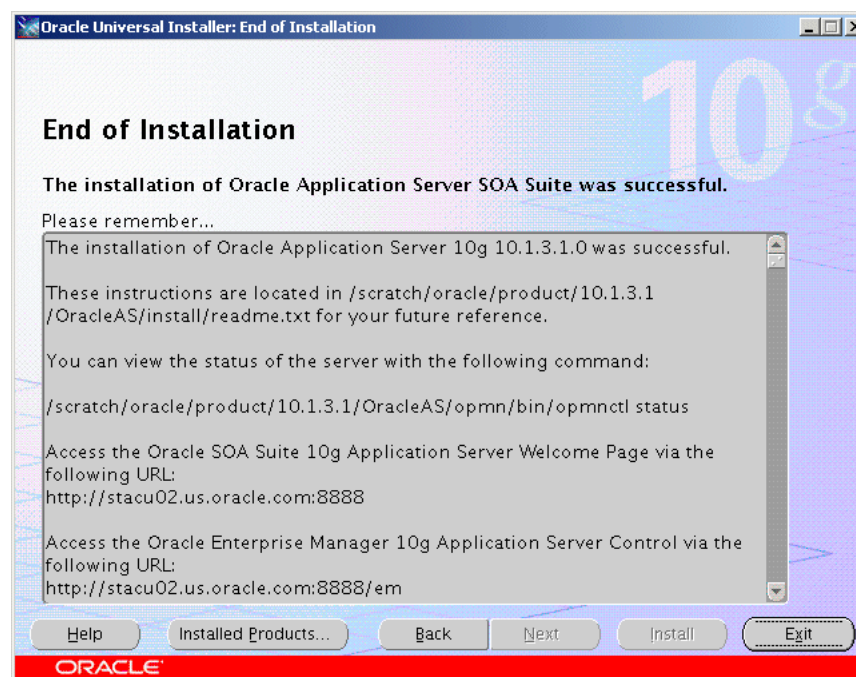 Oracle Universal Installer: End of Installation
10g
End of Installation
The installation of Oracle Application Server SOA Suite was successful.
Please remember...
The installation of Oracle Application Server 10g 10.1.3.1.0 was successful.
These instructions are located in /scratch/oracle/product/10.1.3.1
/OracleAS/install/readme.txt for your future reference.
You can view the status of the server with the following command:
/scratch/oracle/product/10.1.3.1/OracleAS/opmn/bin/opmnctl status
Access the Oracle SOA Suite 10g Application Server Welcome Page via the
following URL:
http://stacu02.us.oracle.com:8888
Access the Oracle Enterprise Manager 10g Application Server Control via the
following URL:
http://stacu02.us.oracle.com:8888/em
Help Installed Products... Back Next Install Exit
ORACLE